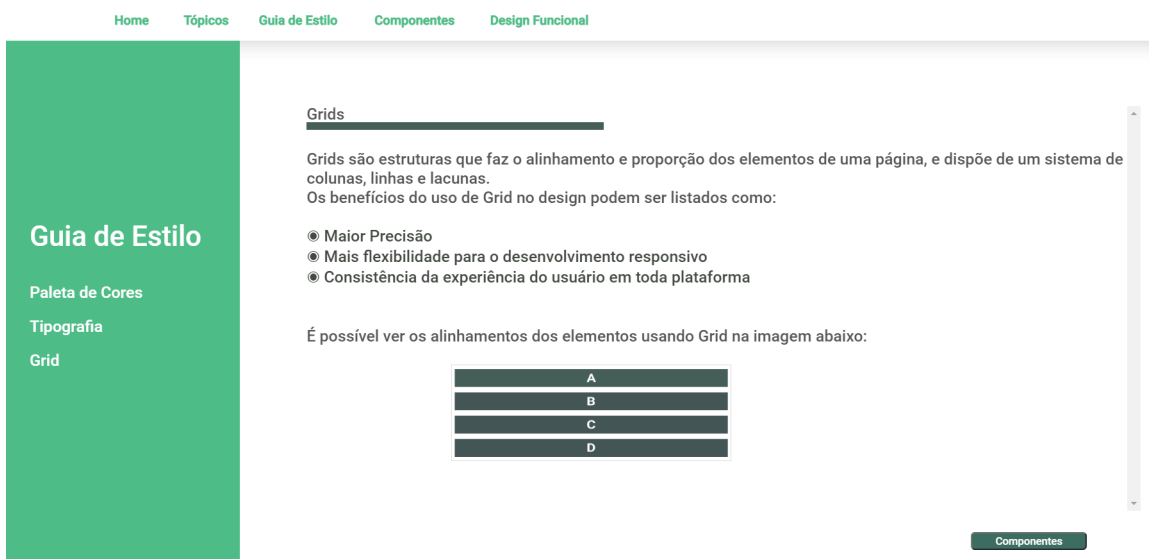 Home Tópicos Guia de Estilo Componentes Design Funcional
Guia de Estilo
Paleta de Cores
Tipografia
Grid
Grids
Grids são estruturas que faz o alinhamento e proporção dos elementos de uma página, e dispõe de um sistema de
colunas, linhas e lacunas.
Os benefícios do uso de Grid no design podem ser listados como:
◉ Maior Precisão
◉ Mais flexibilidade para o desenvolvimento responsivo
◉ Consistência da experiência do usuário em toda plataforma
É possível ver os alinhamentos dos elementos usando Grid na imagem abaixo:
A
B
C
D
Componentes